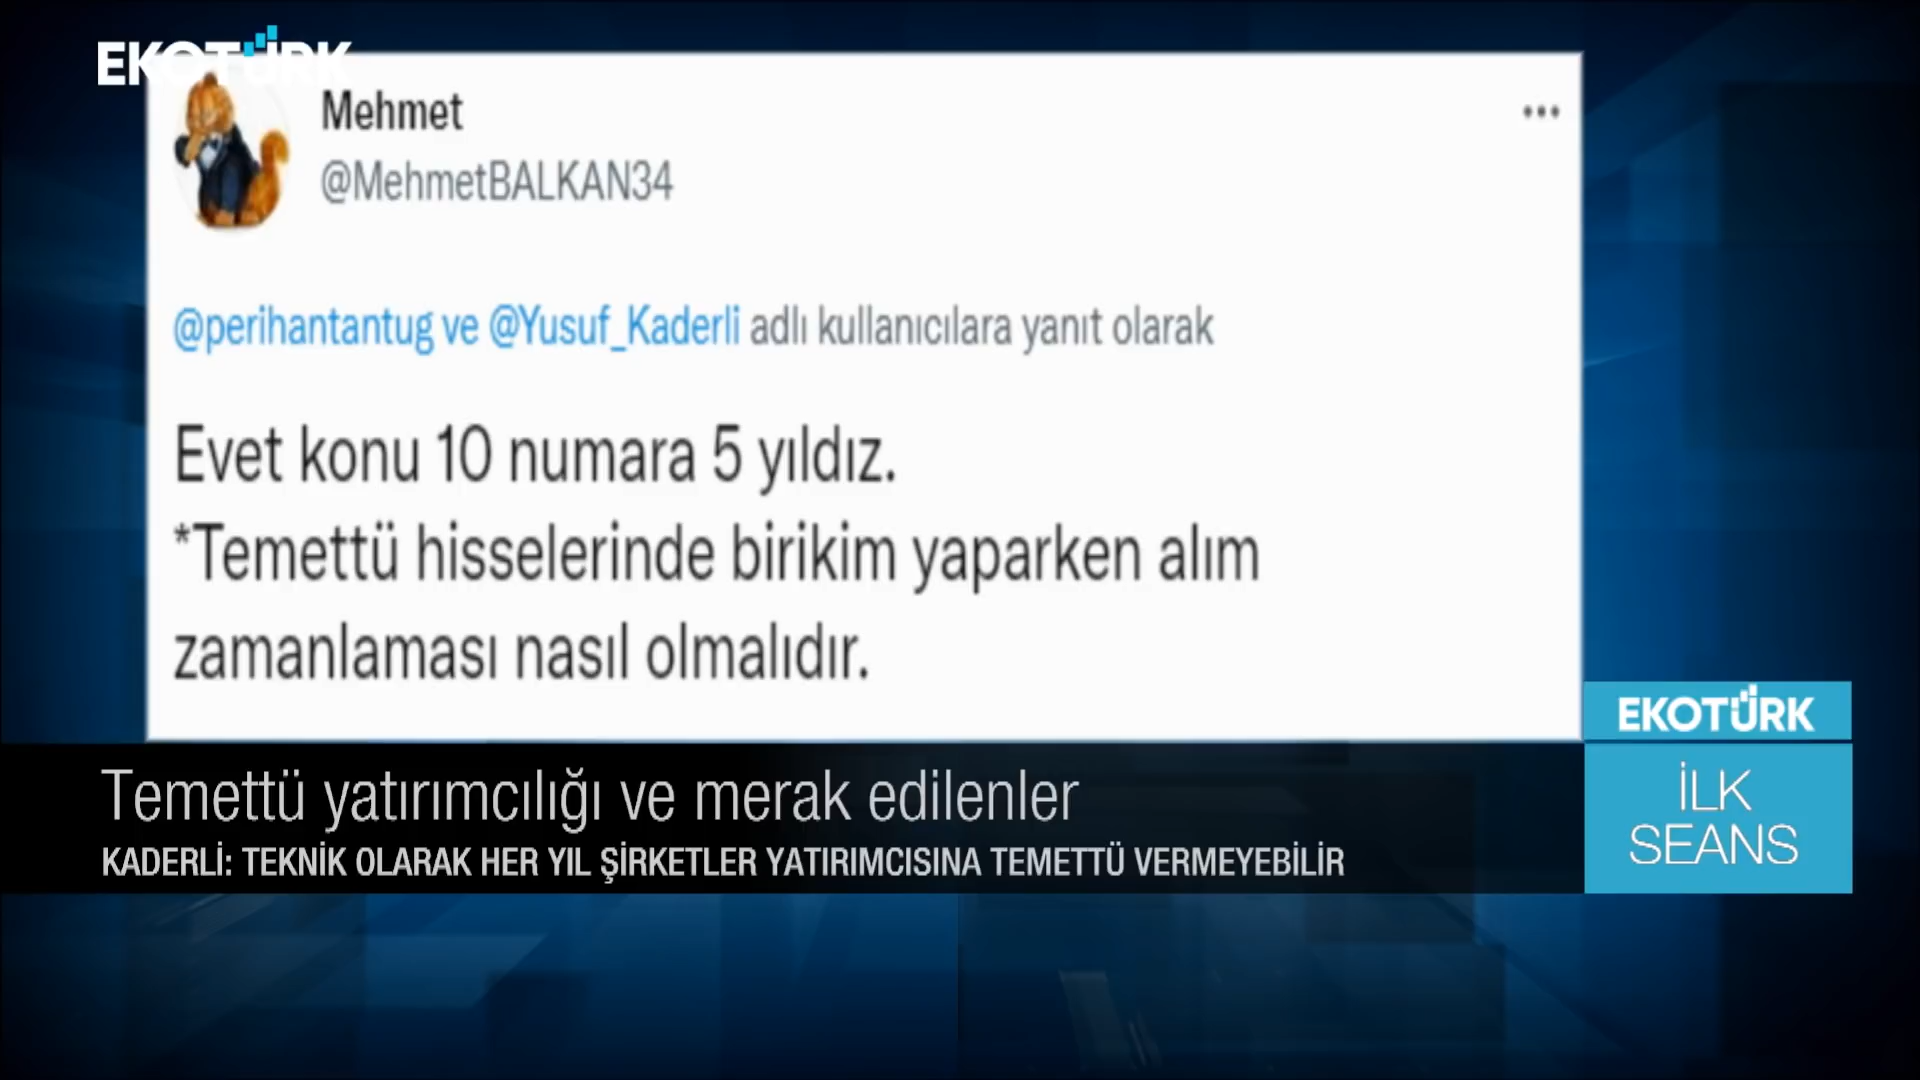 EKOTÜRK
Mehmet
@MehmetBALKAN34
@perihantantug ve @Yusuf_Kaderli adlı kullanıcılara yanıt olarak
Evet konu 10 numara 5 yıldız.
*Temettü hisselerinde birikim yaparken alım
zamanlaması nasıl olmalıdır.
EKOTÜRK
İLK
SEANS
Temettü yatırımcılığı ve merak edilenler
KADERLİ: TEKNİK OLARAK HER YIL ŞİRKETLER YATIRIMCISINA TEMETTÜ VERMEYEBİLİR